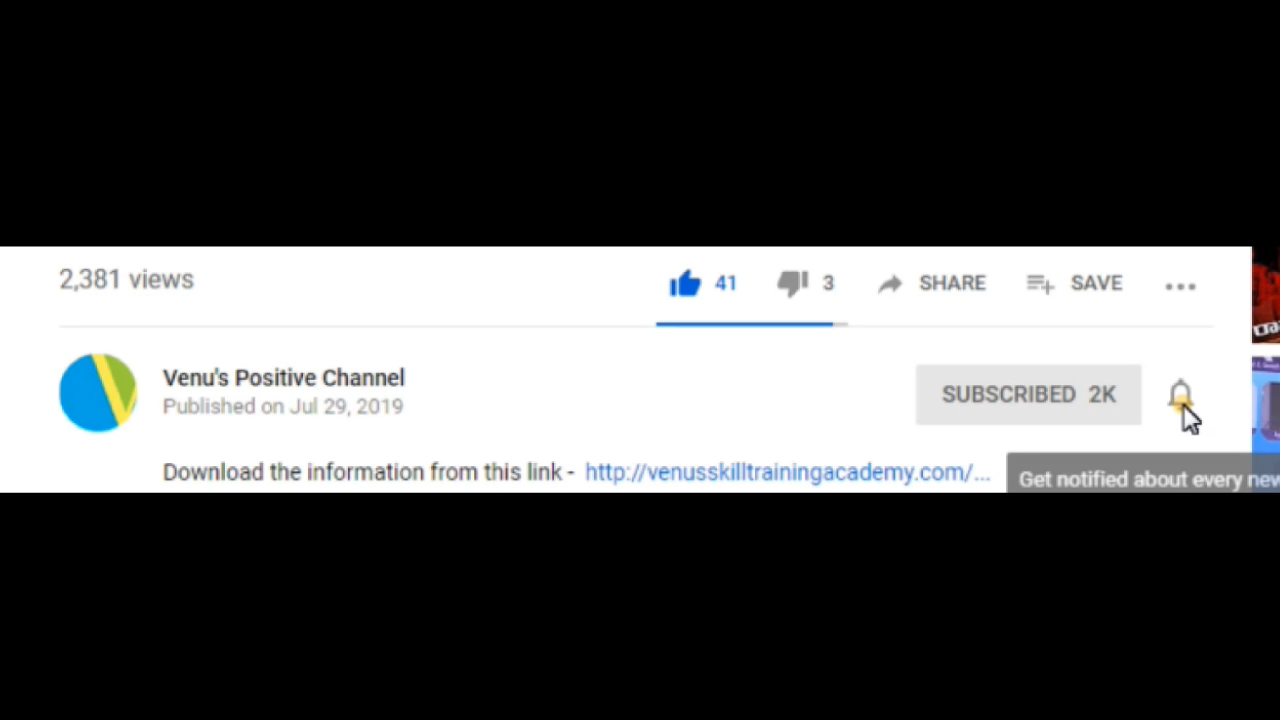 2,381 views
41 3 SHARE SAVE
Venu's Positive Channel
SUBSCRIBED 2K
Published on Jul 29, 2019
Download the information from this link - http://venusskilltrainingacademy.com/...
Get notified about every new